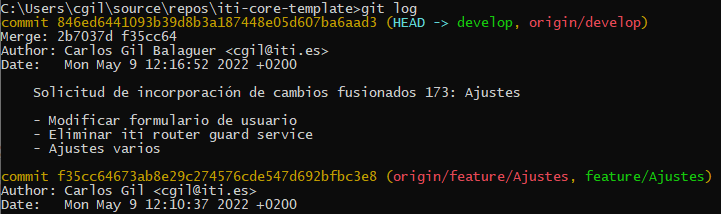 C:\Users\cgil\source\repos\iti-core-template>git log
commit 846ed6441093b39d8b3a187448e05d607ba6aad3 (HEAD -> develop, origin/develop)
Merge: 2b7037d f35cc64
Author: Carlos Gil Balaguer <cgil@iti.es>
Date:   Mon May 9 12:16:52 2022 +0200
Solicitud de incorporación de cambios fusionados 173: Ajustes
- Modificar formulario de usuario
- Eliminar iti router guard service
- Ajustes varios
commit f35cc64673ab8e29c274576cde547d692bfbc3e8 (origin/feature/Ajustes, feature/Ajustes)
Author: Carlos Gil <cgil@iti.es>
Date:   Mon May 9 12:10:37 2022 +0200